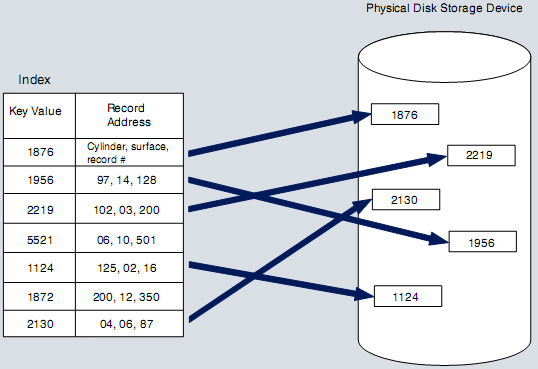 Physical Disk Storage Device
Index
Key Value Record
Address
1876 Cylinder, surface,
record #
1956 97, 14, 128
2219 102, 03, 200
5521 06, 10, 501
1124 125, 02, 16
1872 200, 12, 350
2130 04, 06, 87
1876
2219
2130
1956
1124